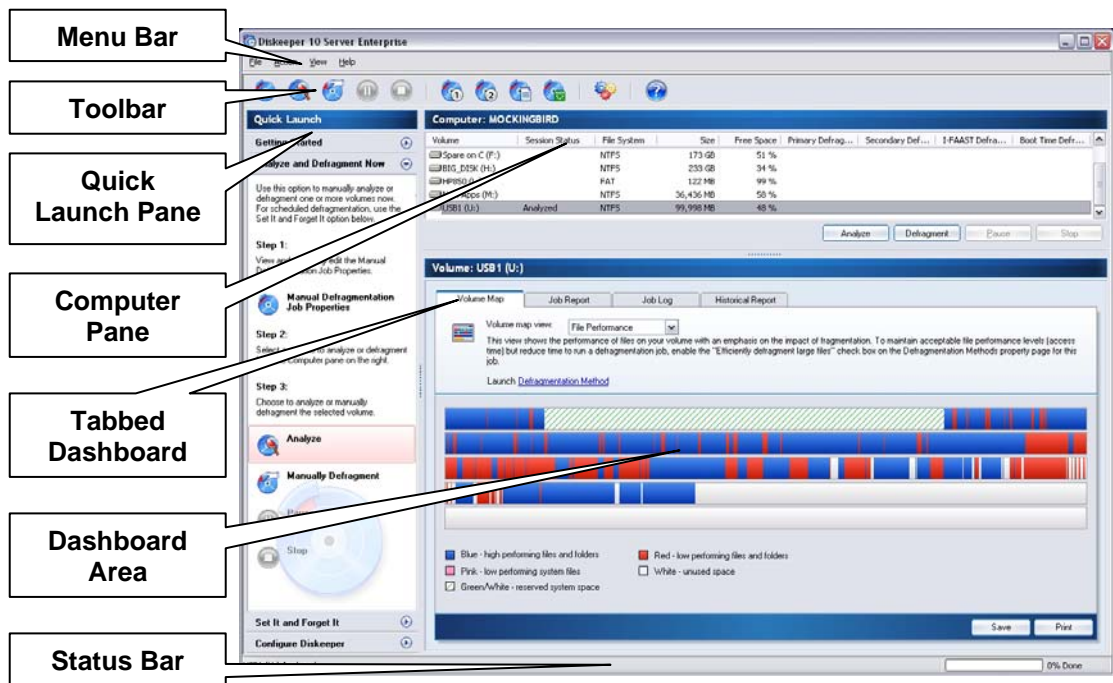 Menu Bar
Toolbar
Quick
Launch Pane
Computer
Pane
Tabbed
Dashboard
Dashboard
Area
Status Bar
Diskeeper 10 Server Enterprise
File
View
Help
Quick Launch
Getting Started
Analyze and Defragment Now
Use this option to manually analyze or
defragment one or more volumes now.
For scheduled defragmentation, use the
Set It and Forget It option below.
Step 1:
edit the Manual
Job Properties.
Manual Defragmentation
Job Properties
Step 2:
to analyze or defragment
Computer pane on the right.
Step 3:
Choose to analyze or manually
defragment the selected volume.
Analyze
Manually Defragment
Stop
Set It and Forget It
Configure Diskeeper
Computer: MOCKINGBIRD
Volume Session Status File System Size Free Space Primary Defrag... Secondary Def... I-FAAST Defra... Boot Time Defr...
Spare on C (F:) NTFS 173 GB 51 %
BIG_DISK (H:) NTFS 233 GB 34 %
HP850 FAT 122 MB 99 %
Apps (M:) NTFS 36,436 MB 58 %
USB1 (U:) Analyzed NTFS 99,998 MB 48 %
Analyze Defragment Pause Stop
Volume: USB1 (U:)
Volume Map Job Report Job Log Historical Report
Volume map view: File Performance
This view shows the performance of files on your volume with an emphasis on the impact of fragmentation. To maintain acceptable file performance levels (access
time) but reduce time to run a defragmentation job, enable the "Efficiently defragment large files" check box on the Defragmentation Methods property page for this
job.
Launch Defragmentation Method
Blue - high performing files and folders
Red - low performing files and folders
Pink - low performing system files
White - unused space
Green/White - reserved system space
Save Print
0% Done